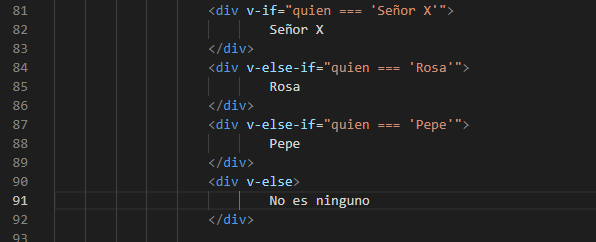 81 <div v-if="quien === 'Señor X'">
82 Señor X
83 </div>
84 <div v-else-if="quien === 'Rosa'">
85 Rosa
86 </div>
87 <div v-else-if="quien === 'Pepe'">
88 Pepe
89 </div>
90 <div v-else>
91 No es ninguno
92 </div>
93